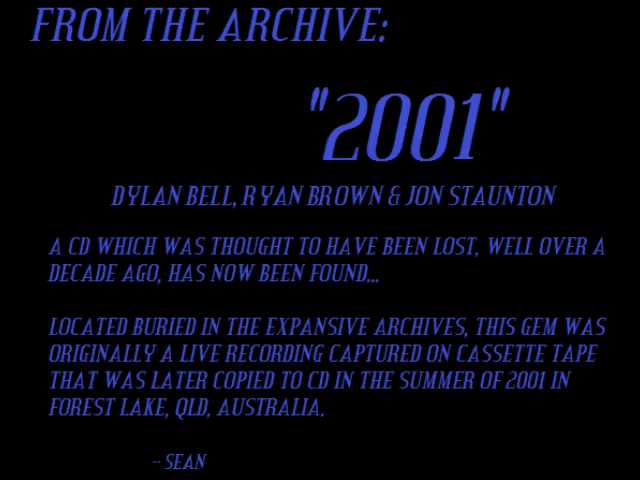 FROM THE ARCHIVE:
"2001"
DYLAN BELL, RYAN BROWN & JON STAUNTON
A CD WHICH WAS THOUGHT TO HAVE BEEN LOST, WELL OVER A
DECADE AGO, HAS NOW BEEN FOUND...
LOCATED BURIED IN THE EXPANSIVE ARCHIVES, THIS GEM WAS
ORIGINALLY A LIVE RECORDING CAPTURED ON CASSETTE TAPE
THAT WAS LATER COPIED TO CD IN THE SUMMER OF 2001 IN
FOREST LAKE, QLD, AUSTRALIA.
-- SEAN